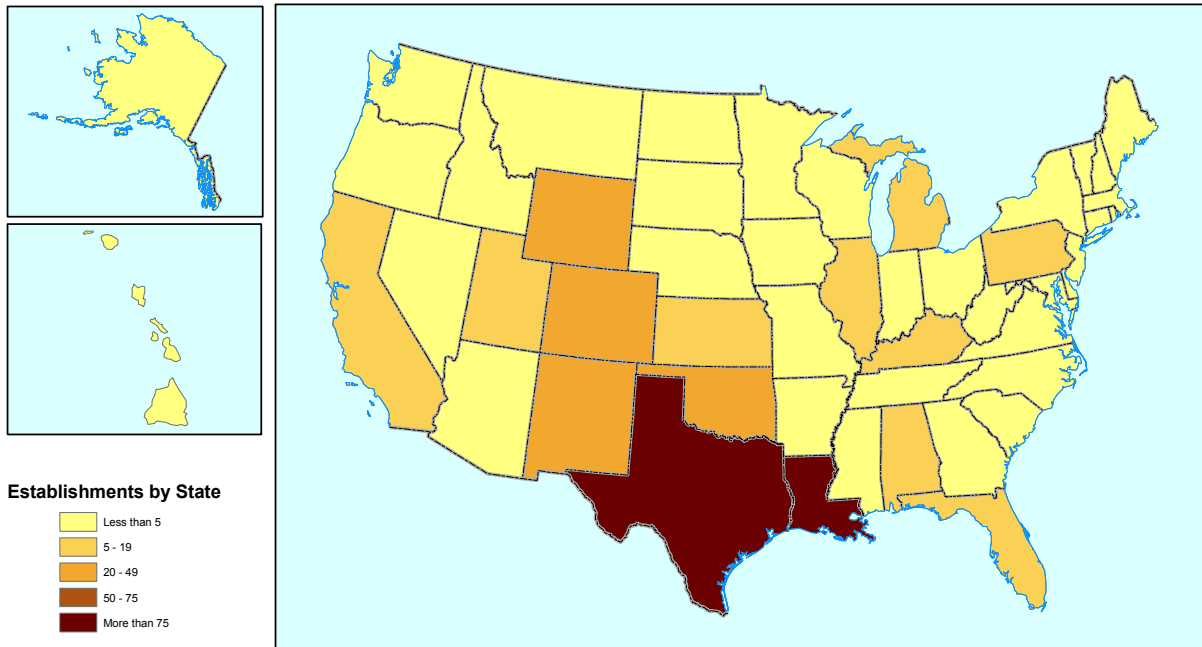 Establishments by State
Less than 5
5 - 19
20 - 49
50 - 75
More than 75